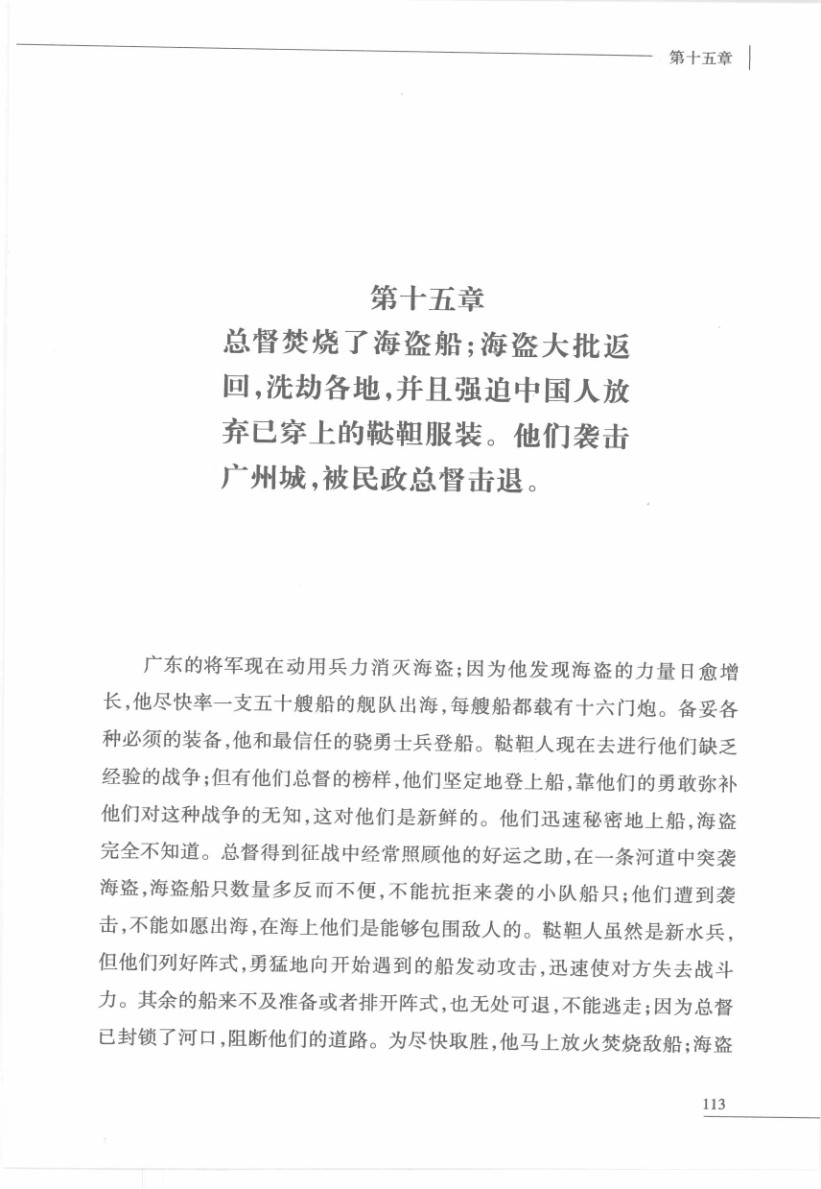 第十五章
第十五章
总督焚烧了海盗船;海盗大批返
回,洗劫各地,并且强迫中国人放
弃已穿上的鞑靼服装。他们袭击
广州城,被民政总督击退。
广东的将军现在动用兵力消灭海盗;因为他发现海盗的力量日愈增
长,他尽快率一支五十艘船的舰队出海,每艘船都载有十六门炮。备妥各
种必须的装备,他和最信任的骁勇士兵登船。鞑靼人现在去进行他们缺乏
经验的战争;但有他们总督的榜样,他们坚定地登上船,靠他们的勇敢弥补
他们对这种战争的无知,这对他们是新鲜的。他们迅速秘密地上船,海盗
完全不知道。总督得到征战中经常照顾他的好运之助,在一条河道中突袭
海盗,海盗船只数量多反而不便,不能抗拒来袭的小队船只;他们遭到袭
击,不能如愿出海,在海上他们是能够包围敌人的。鞑靼人虽然是新水兵,
但他们列好阵式,勇猛地向开始遇到的船发动攻击,迅速使对方失去战斗
力。其余的船来不及准备或者排开阵式,也无处可退,不能逃走;因为总督
已封锁了河口,阻断他们的道路。为尽快取胜,他马上放火焚烧敌船;海盗
113